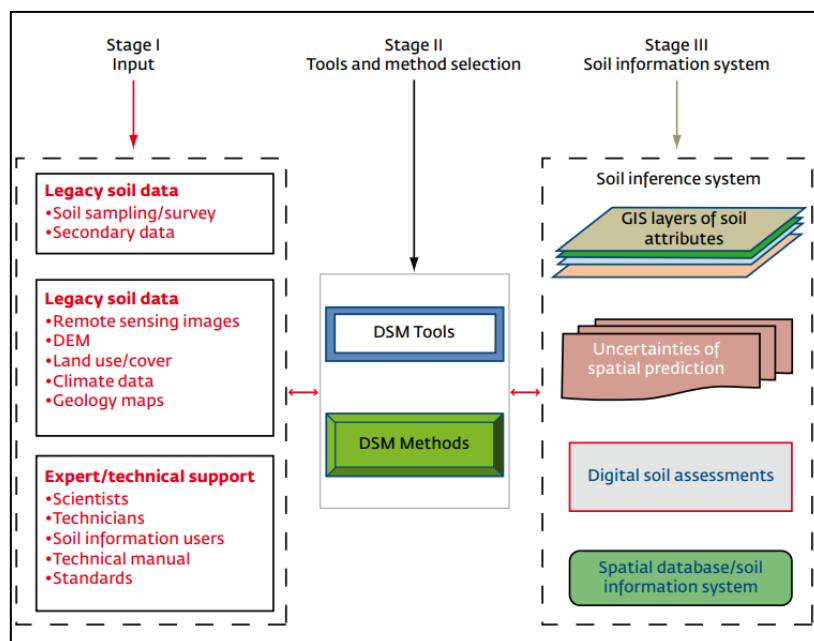 Stage I
Input
Stage II
Tools and method selection
Stage III
Soil information system
Legacy soil data
•Soil sampling/survey
•Secondary data
Legacy soil data
•Remote sensing images
•DEM
•Land use/cover
•Climate data
•Geology maps
Expert/technical support
•Scientists
•Technicians
•Soil information users
•Technical manual
•Standards
DSM Tools
DSM Methods
Soil inference system
GIS layers of soil
attributes
Uncertainties of
spatial prediction
Digital soil assessments
Spatial database/soil
information system